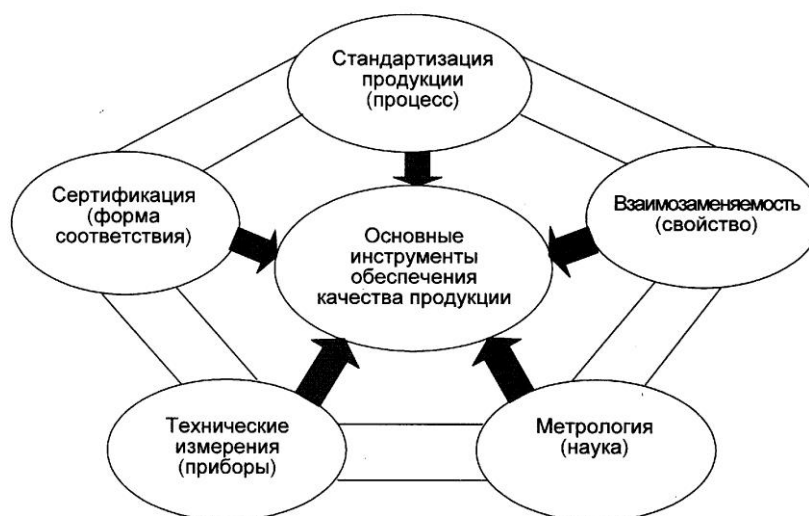 Стандартизация
продукции
(процесс)
Сертификация
(форма
соответствия)
Взаимозаменяемость
(свойство)
Основные
инструменты
обеспечения
качества продукции
Технические
измерения
(приборы)
Метрология
(наука)